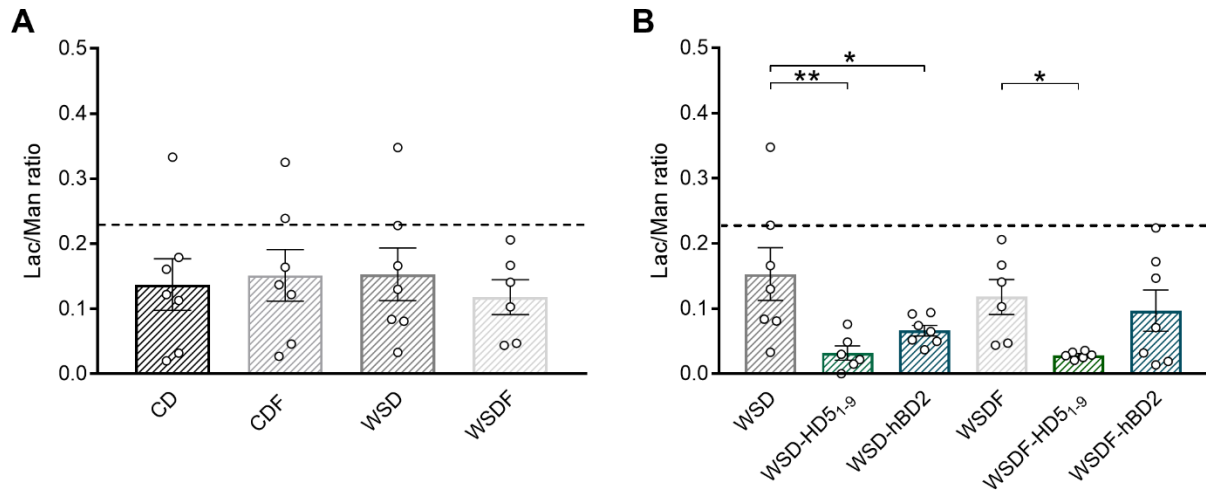 A
Lac/Man ratio
0.5
0.4
0.3
0.2
0.1
0.0
CD
CDF
WSD
WSDF
B
Lac/Man ratio
0.5
0.4
0.3
0.2
0.1
0.0
*
**
*
WSD
WSD-HD5₁₋₉
WSD-hBD2
WSDF
WSDF-HD5₁₋₉
WSDF-hBD2